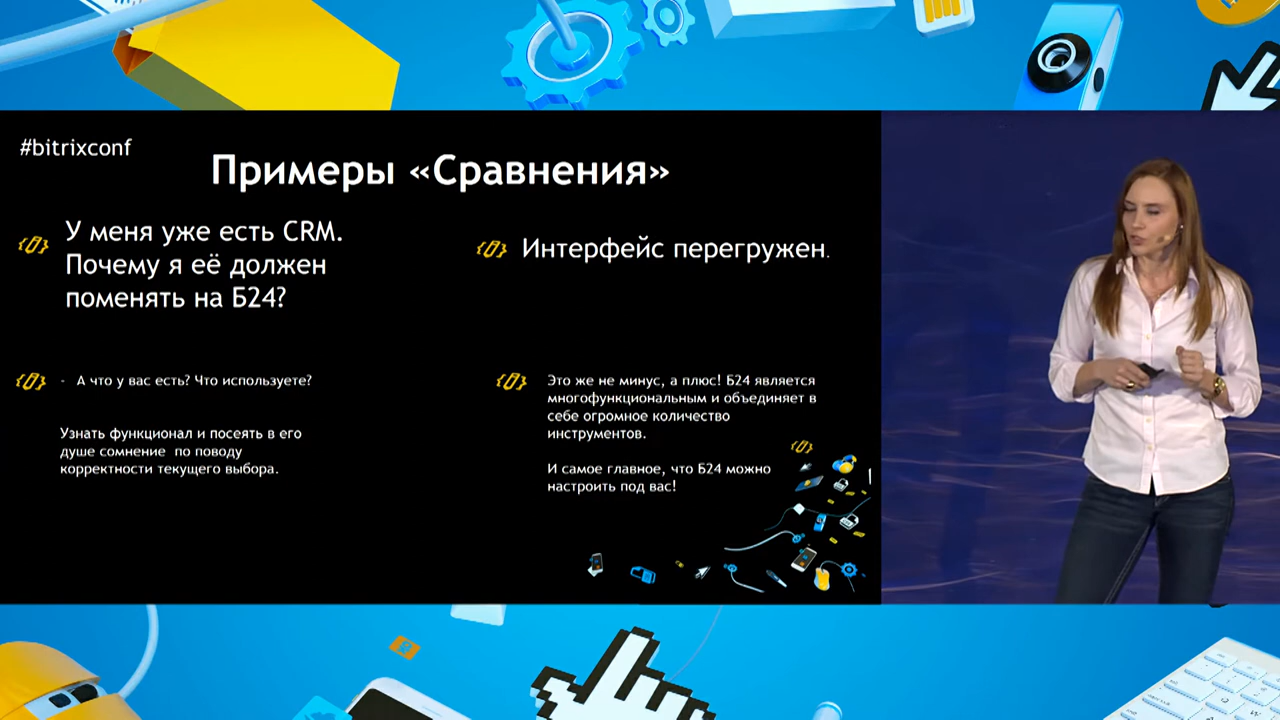 #bitrixconf
Примеры «Сравнения»
У меня уже есть CRM.
Почему я её должен
поменять на Б24?
Интерфейс перегружен.
- А что у вас есть? Что используете?
Узнать функционал и посеять в его
душе сомнение по поводу
корректности текущего выбора.
Это же не минус, а плюс! Б24 является
многофункциональным и объединяет в
себе огромное количество
инструментов.
И самое главное, что Б24 можно
настроить под вас!